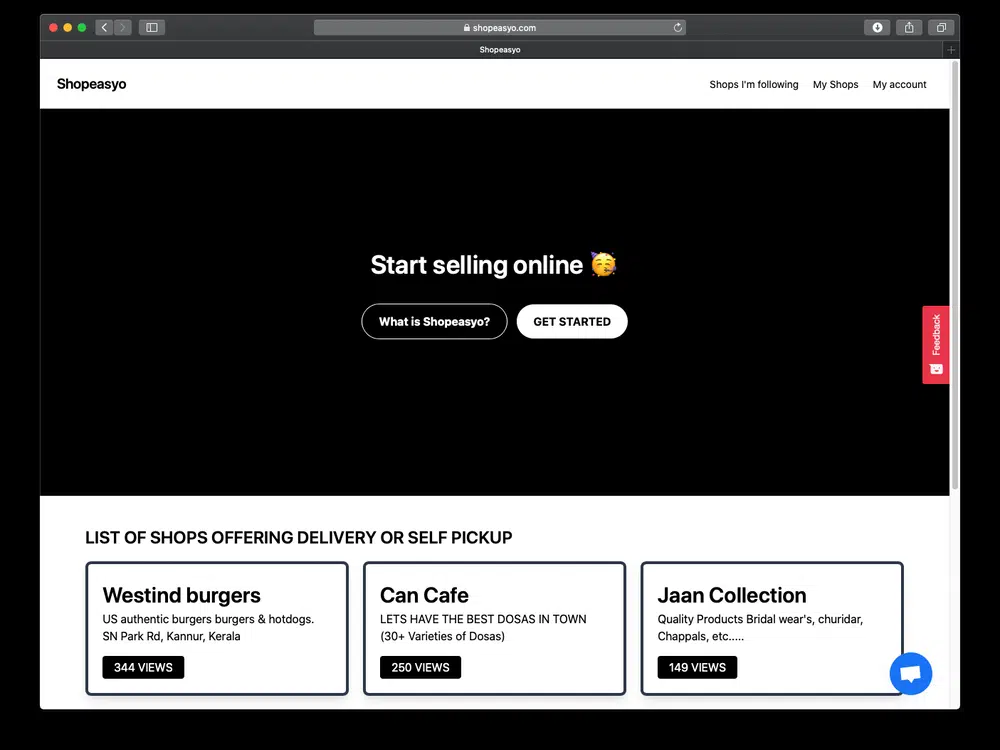 shopeasyo.com
Shopeasyo
Shopeasyo
Shops I'm following My Shops My account
Start selling online 🥳
What is Shopeasyo? GET STARTED
Feedback
LIST OF SHOPS OFFERING DELIVERY OR SELF PICKUP
Westind burgers
US authentic burgers burgers & hotdogs.
SN Park Rd, Kannur, Kerala
344 VIEWS
Can Cafe
LETS HAVE THE BEST DOSAS IN TOWN
(30+ Varieties of Dosas)
250 VIEWS
Jaan Collection
Quality Products Bridal wear's, churidar,
Chappals, etc.....
149 VIEWS